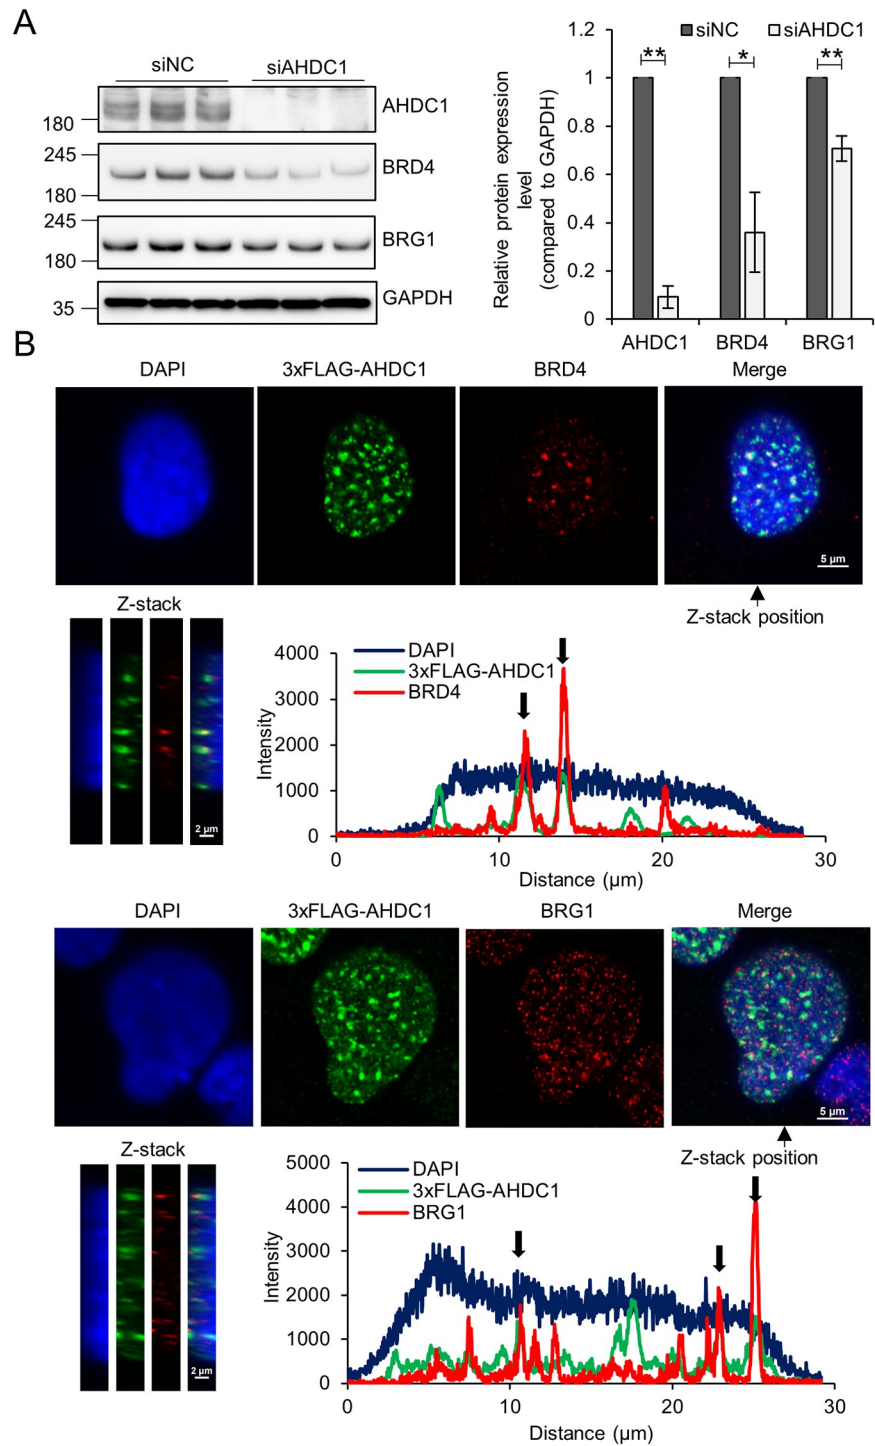 A
siNC siAHDC1
180 AHDC1
245
180 BRD4
245
180 BRG1
35 GAPDH
siNC siAHDC1
Relative protein expression
level
(compared to GAPDH)
1.2
1
0.8
0.6
0.4
0.2
0
** * **
AHDC1 BRD4 BRG1
B
DAPI 3xFLAG-AHDC1 BRD4 Merge
5 µm
Z-stack position
Z-stack
2 µm
Intensity
4000
3000
2000
1000
0
DAPI
3xFLAG-AHDC1
BRD4
0 10 20 30
Distance (µm)
DAPI 3xFLAG-AHDC1 BRG1 Merge
5 µm
Z-stack position
Z-stack
2 µm
Intensity
5000
4000
3000
2000
1000
0
DAPI
3xFLAG-AHDC1
BRG1
0 10 20 30
Distance (µm)